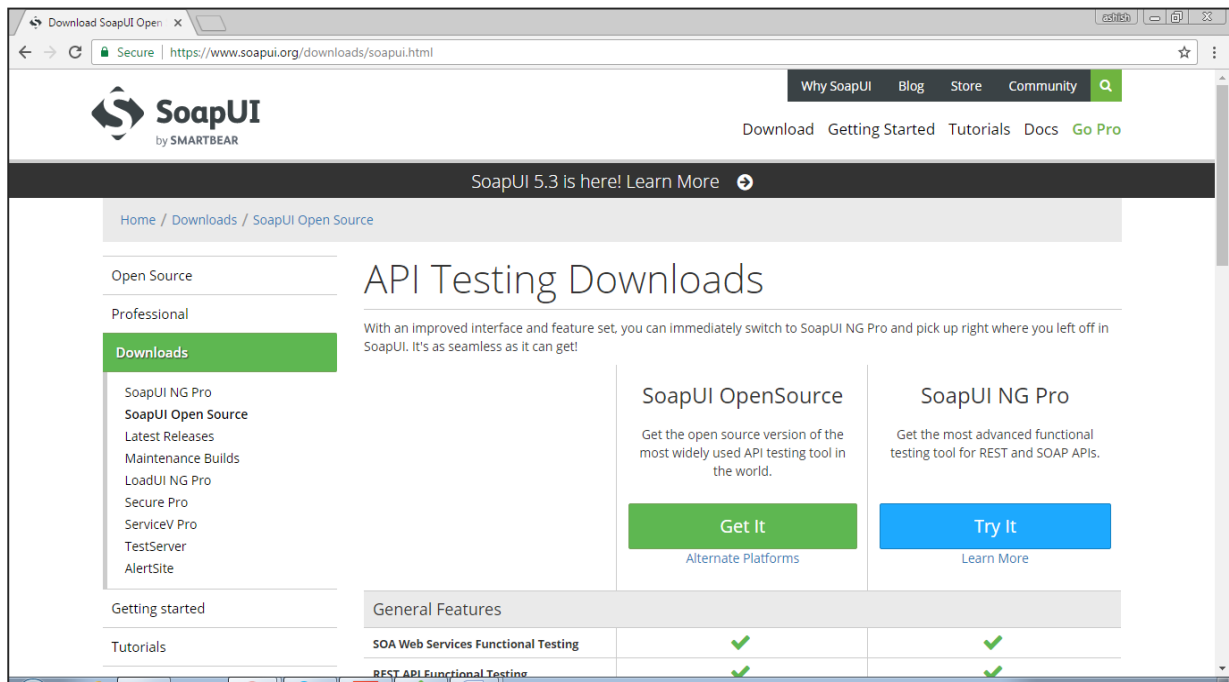 Download SoapUI Open
ashish
Secure | https://www.soapui.org/downloads/soapui.html
Why SoapUI Blog Store Community
SoapUI
by SMARTBEAR
Download Getting Started Tutorials Docs Go Pro
SoapUI 5.3 is here! Learn More
Home / Downloads / SoapUI Open Source
Open Source
Professional
Downloads
SoapUI NG Pro
SoapUI Open Source
Latest Releases
Maintenance Builds
LoadUI NG Pro
Secure Pro
ServiceV Pro
TestServer
AlertSite
Getting started
Tutorials
API Testing Downloads
With an improved interface and feature set, you can immediately switch to SoapUI NG Pro and pick up right where you left off in
SoapUI. It's as seamless as it can get!
SoapUI OpenSource
Get the open source version of the
most widely used API testing tool in
the world.
Get It
Alternate Platforms
SoapUI NG Pro
Get the most advanced functional
testing tool for REST and SOAP APIs.
Try It
Learn More
General Features
SOA Web Services Functional Testing
REST API Functional Testing